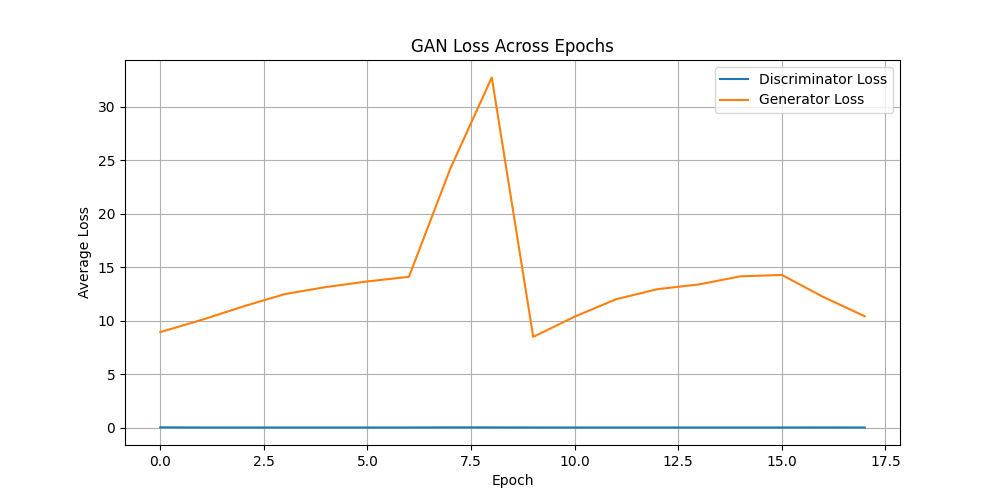 GAN Loss Across Epochs
Discriminator Loss
Generator Loss
Average Loss
30
25
20
15
10
5
0
0.0 2.5 5.0 7.5 10.0 12.5 15.0 17.5
Epoch